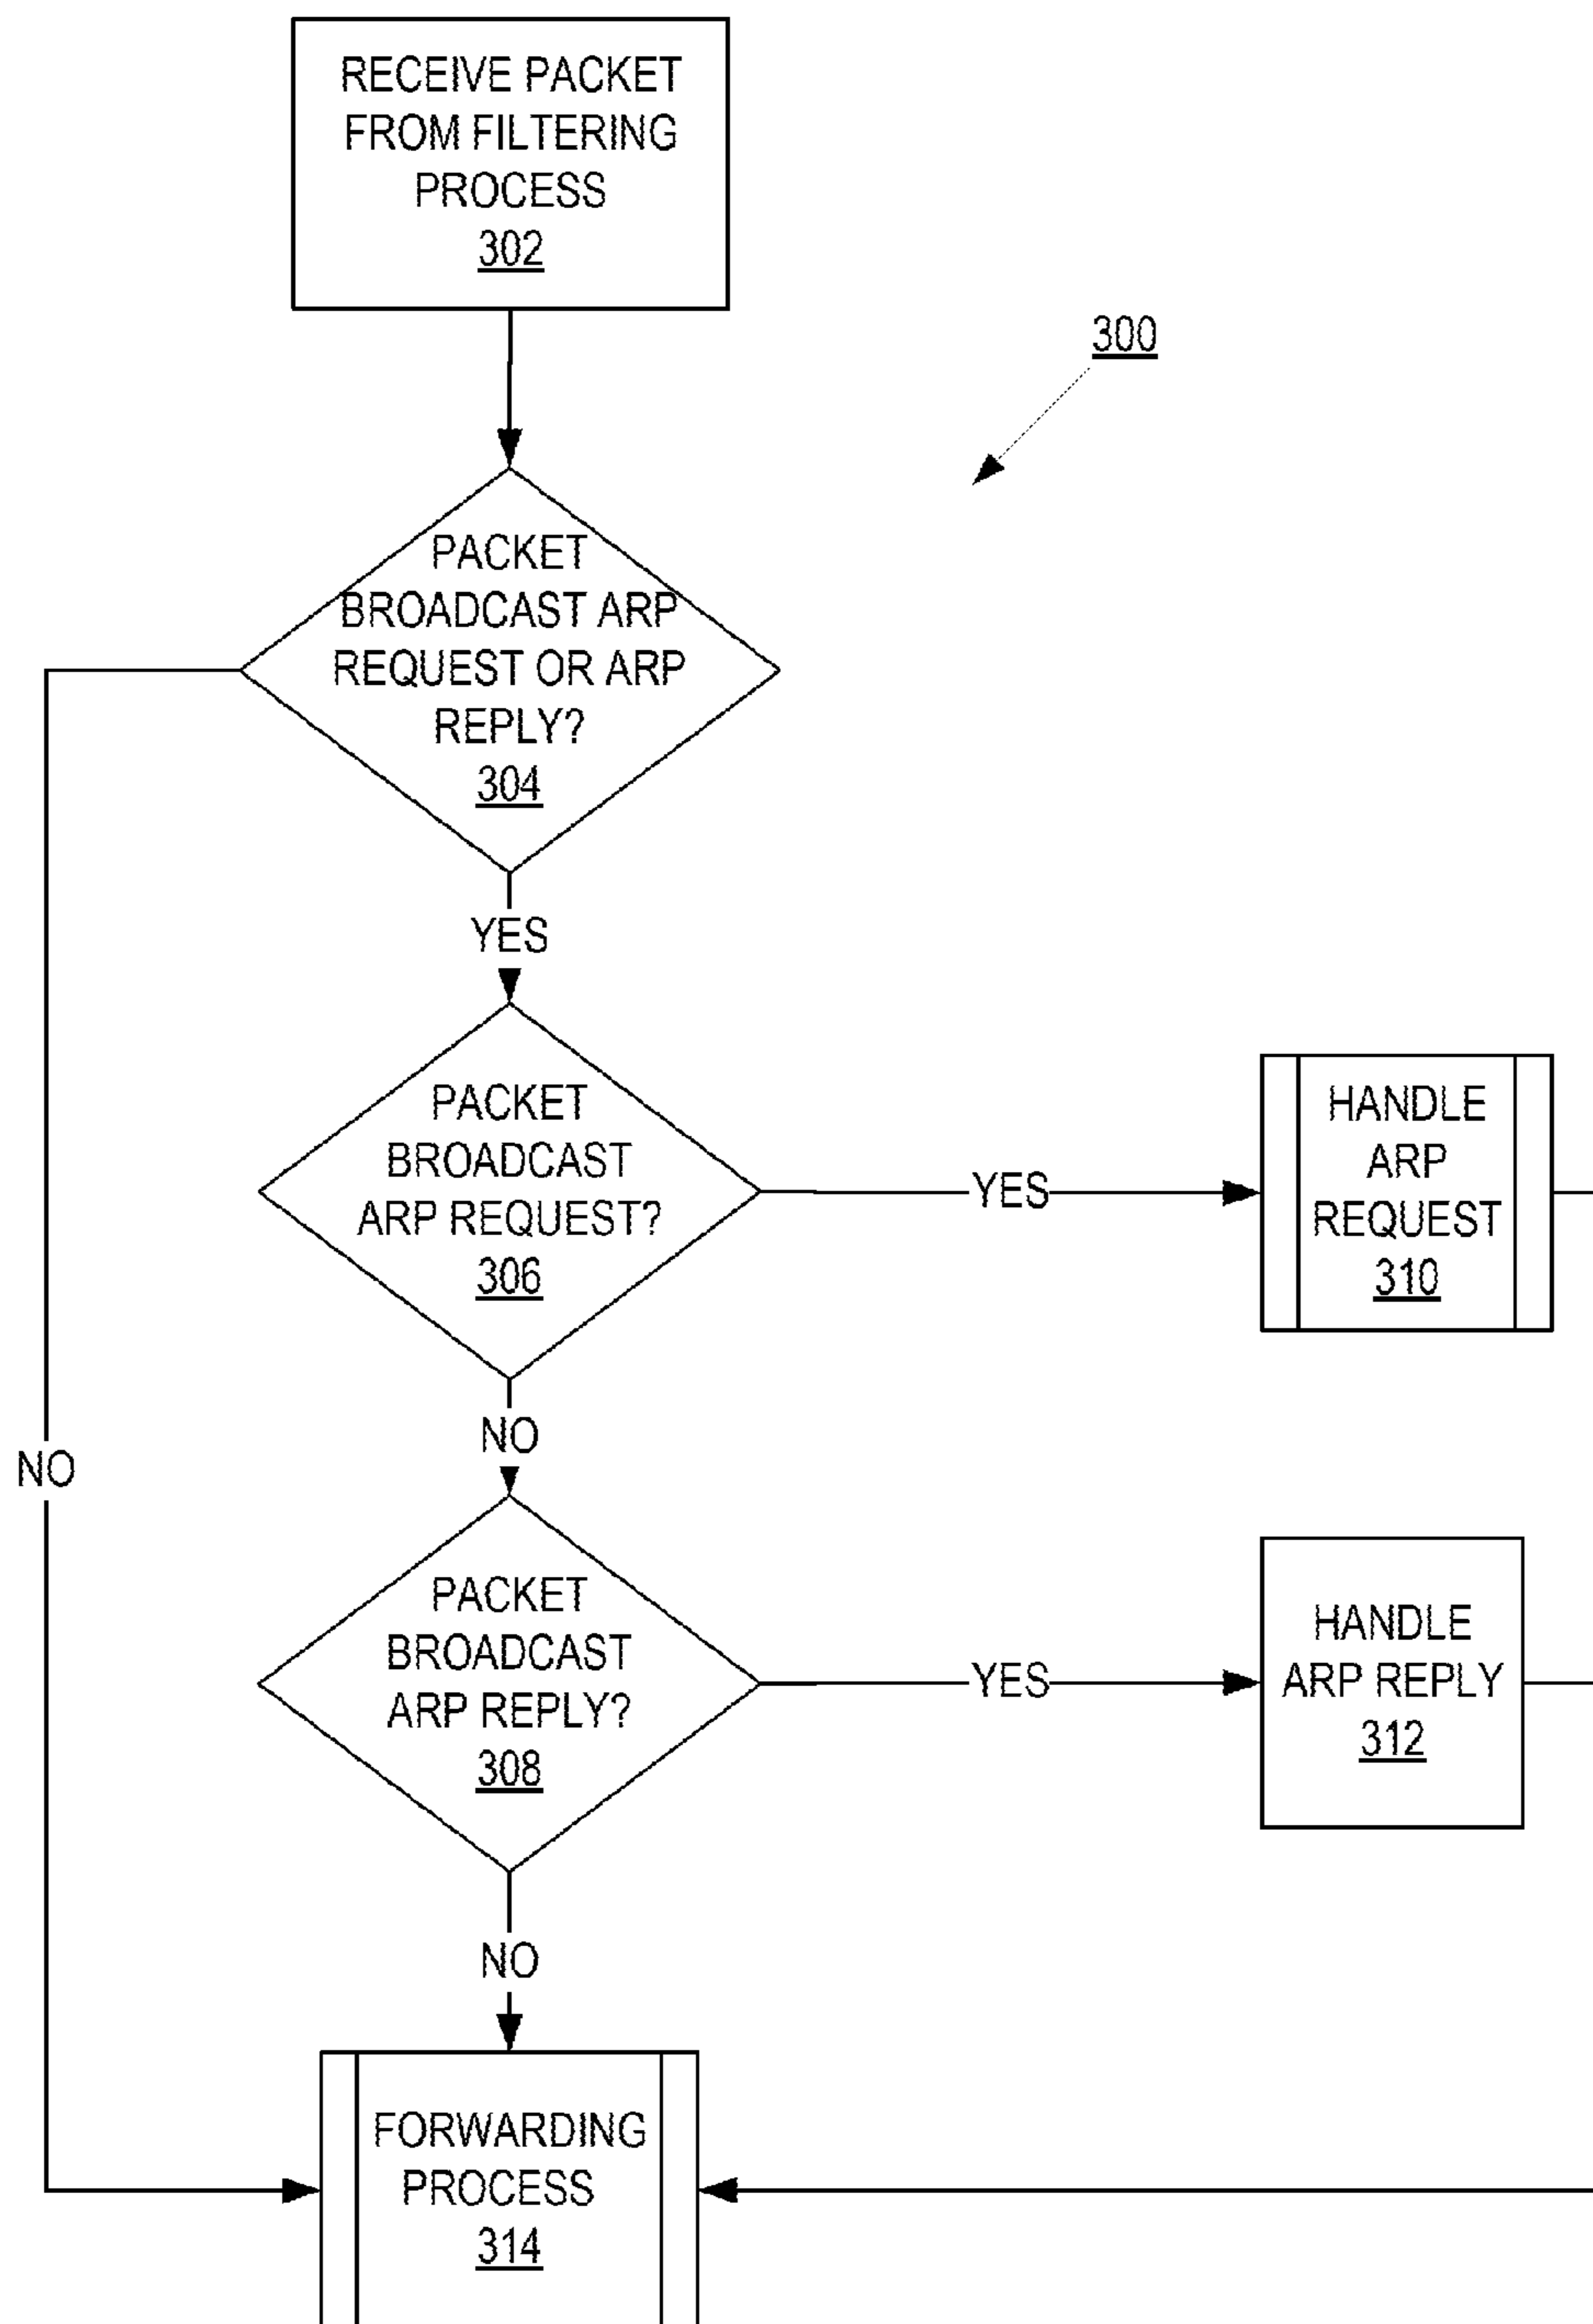 RECEIVE PACKET
FROM FILTERING
PROCESS
302
300
PACKET
BROADCAST ARP
REQUEST OR ARP
REPLY?
304
YES
PACKET
BROADCAST
ARP REQUEST?
306
YES
HANDLE
ARP
REQUEST
310
NO
NO
PACKET
BROADCAST
ARP REPLY?
308
YES
HANDLE
ARP REPLY
312
NO
FORWARDING
PROCESS
314